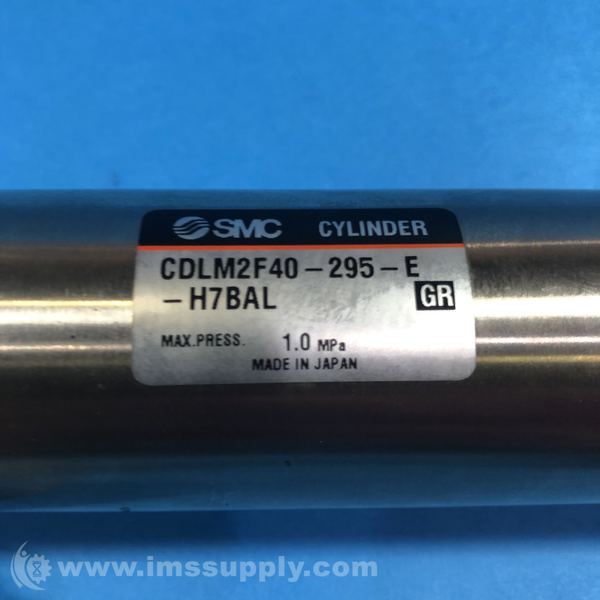 SMC CYLINDER
CDLM2F40-295-E
-H7BAL GR
MAX.PRESS. 1.0 MPa
MADE IN JAPAN
www.imssupply.com